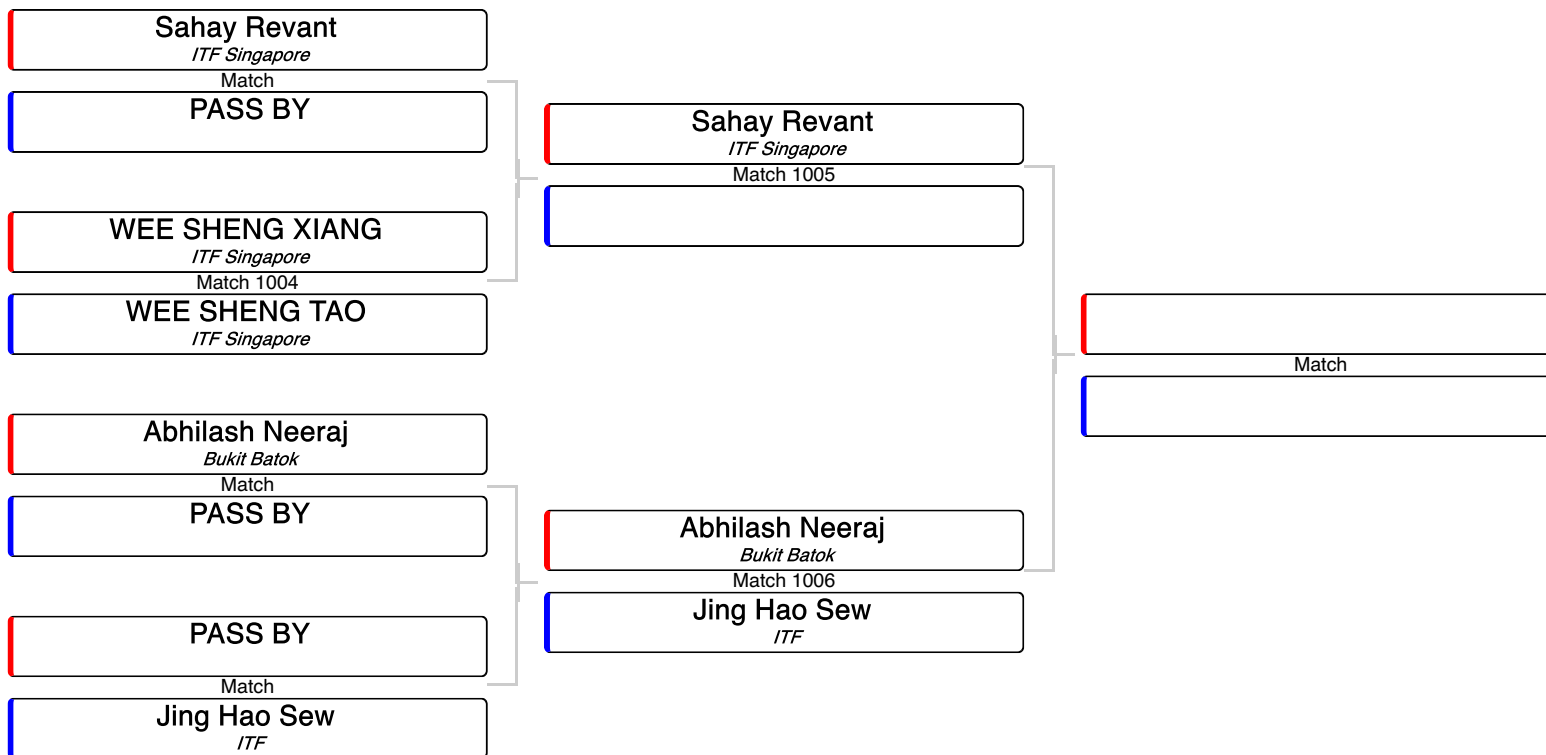 Sahay Revant
ITF Singapore
Match
PASS BY
WEE SHENG XIANG
ITF Singapore
Match 1004
WEE SHENG TAO
ITF Singapore
Abhilash Neeraj
Bukit Batok
Match
PASS BY
PASS BY
Match
Jing Hao Sew
ITF
Sahay Revant
ITF Singapore
Match 1005
Abhilash Neeraj
Bukit Batok
Match 1006
Jing Hao Sew
ITF
Match